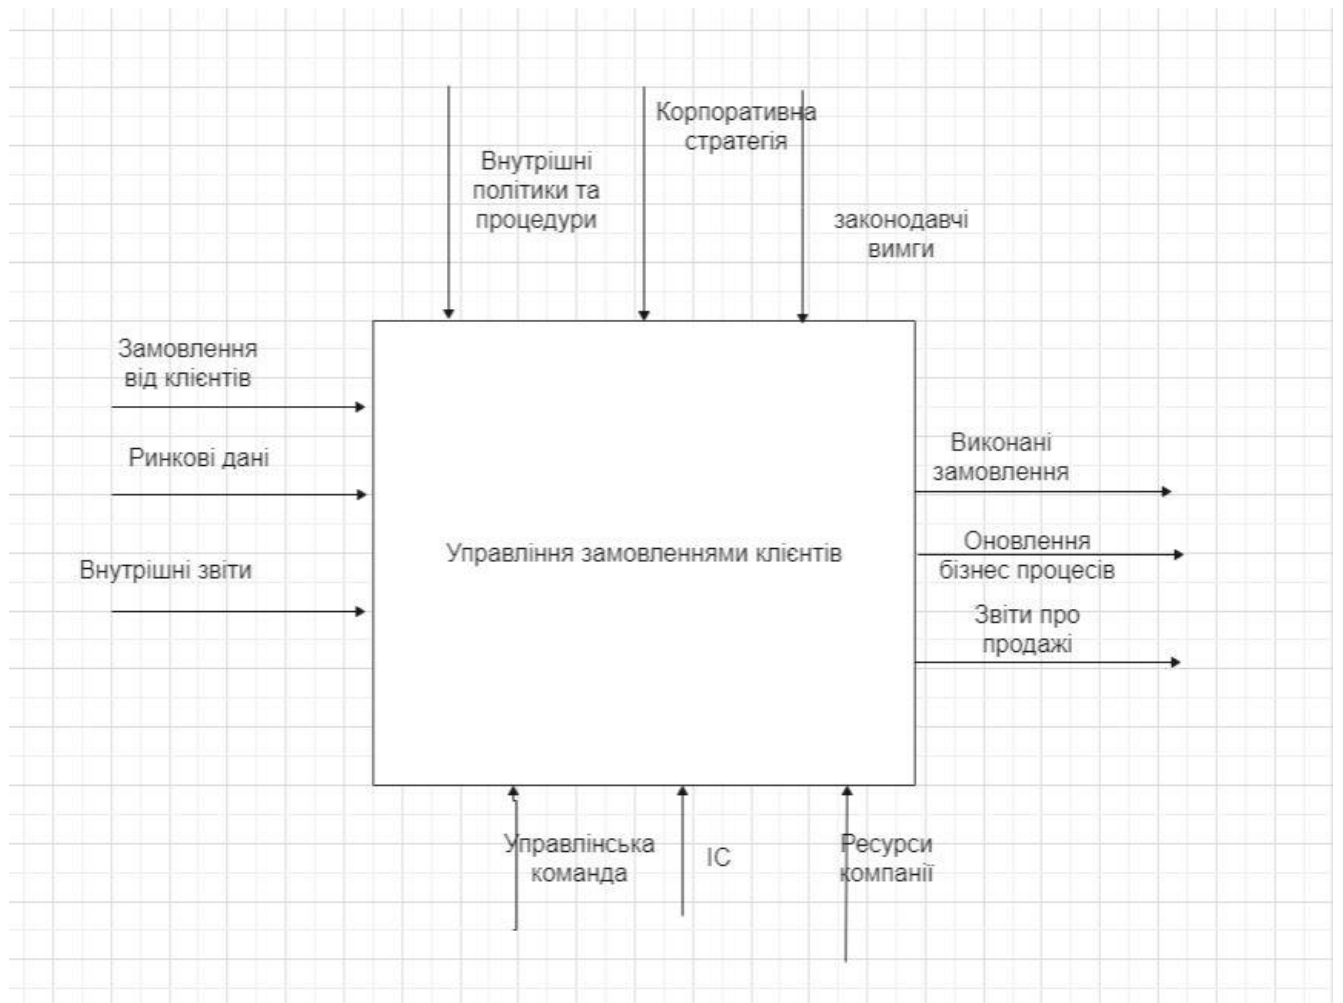 Корпоративна
стратегія
Внутрішні
політики та
процедури
законодавчі
вимги
Замовлення
від клієнтів
Ринкові дані
Внутрішні звіти
Управління замовленнями клієнтів
Виконані
замовлення
Оновлення
бізнес процесів
Звіти про
продажі
Управлінська
команда
ІС
Ресурси
компанії